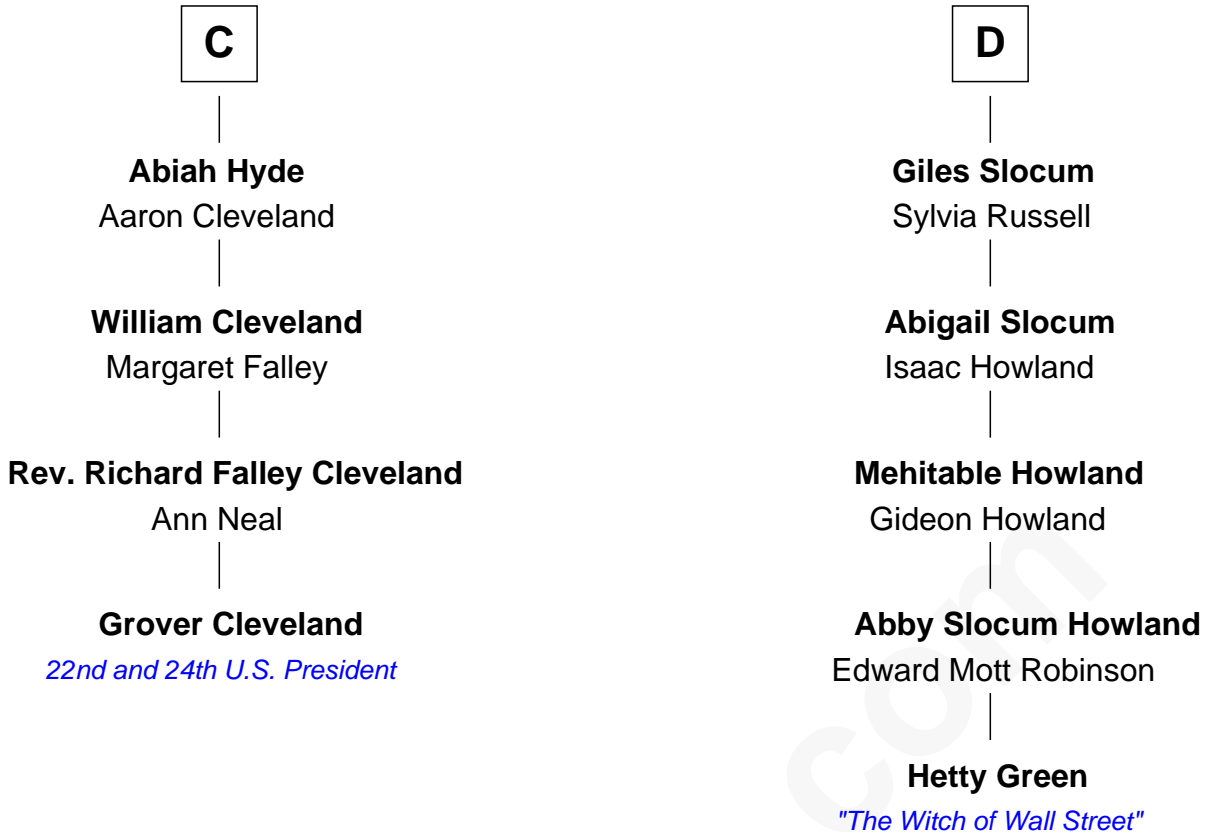 C
Abiah Hyde
Aaron Cleveland
William Cleveland
Margaret Falley
Rev. Richard Falley Cleveland
Ann Neal
Grover Cleveland
22nd and 24th U.S. President
D
Giles Slocum
Sylvia Russell
Abigail Slocum
Isaac Howland
Mehitable Howland
Gideon Howland
Abby Slocum Howland
Edward Mott Robinson
Hetty Green
"The Witch of Wall Street"
com